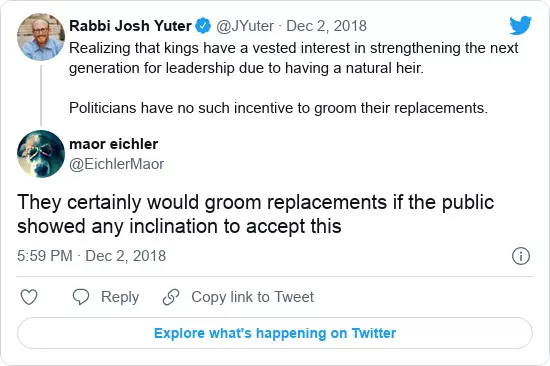 Rabbi Josh Yuter @JYuter · Dec 2, 2018
Realizing that kings have a vested interest in strengthening the next
generation for leadership due to having a natural heir.
Politicians have no such incentive to groom their replacements.
maor eichler
@EichlerMaor
They certainly would groom replacements if the public
showed any inclination to accept this
5:59 PM · Dec 2, 2018
Reply Copy link to Tweet
Explore what's happening on Twitter